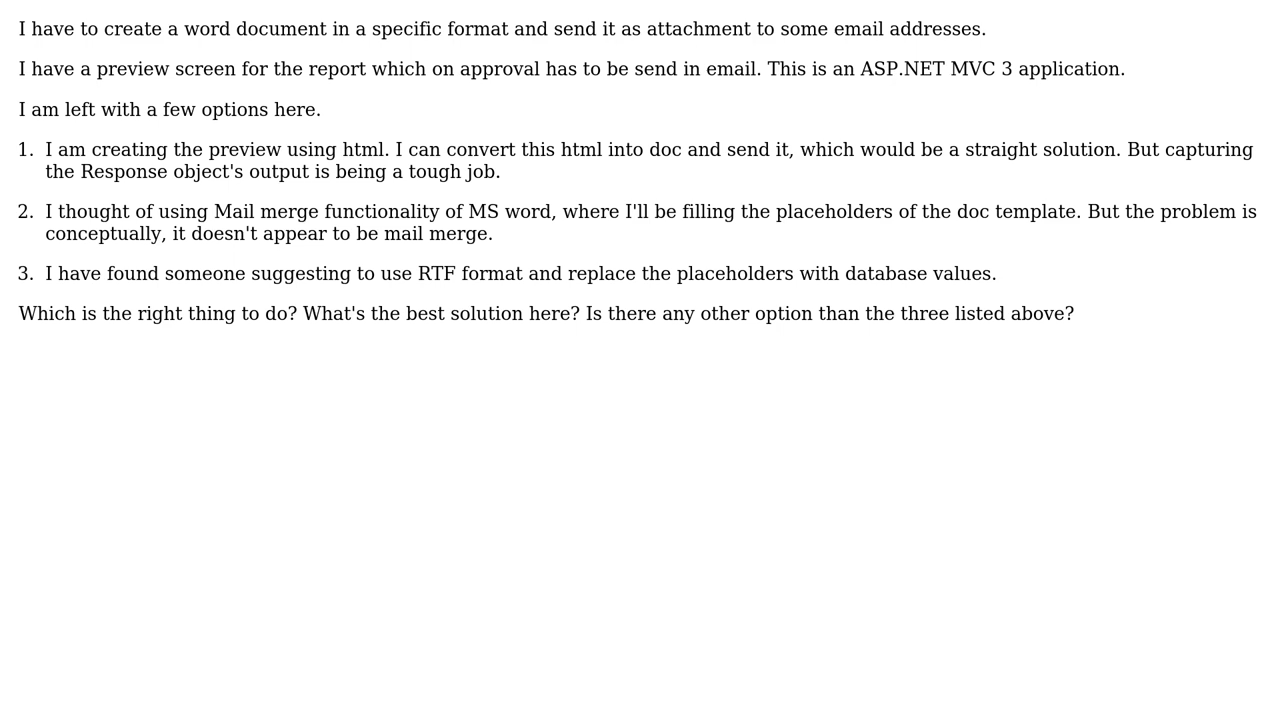 I have to create a word document in a specific format and send it as attachment to some email addresses.
I have a preview screen for the report which on approval has to be send in email. This is an ASP.NET MVC 3 application.
I am left with a few options here.
1. I am creating the preview using html. I can convert this html into doc and send it, which would be a straight solution. But capturing
the Response object's output is being a tough job.
2. I thought of using Mail merge functionality of MS word, where I'll be filling the placeholders of the doc template. But the problem is
conceptually, it doesn't appear to be mail merge.
3. I have found someone suggesting to use RTF format and replace the placeholders with database values.
Which is the right thing to do? What's the best solution here? Is there any other option than the three listed above?